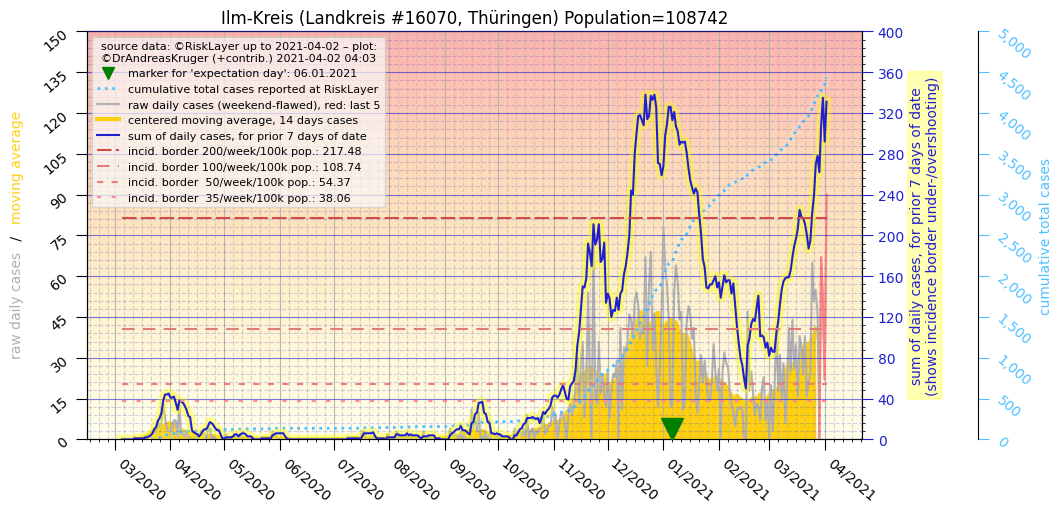 Ilm-Kreis (Landkreis #16070, Thüringen) Population=108742
source data: ©RiskLayer up to 2021-04-02 – plot:
©DrAndreasKruger (+contrib.) 2021-04-02 04:03
marker for 'expectation day': 06.01.2021
cumulative total cases reported at RiskLayer
raw daily cases (weekend-flawed), red: last 5
centered moving average, 14 days cases
sum of daily cases, for prior 7 days of date
incid. border 200/week/100k pop.: 217.48
incid. border 100/week/100k pop.: 108.74
incid. border  50/week/100k pop.: 54.37
incid. border  35/week/100k pop.: 38.06
raw daily cases / moving average
150
135
120
105
90
75
60
45
30
15
0
03/2020
04/2020
05/2020
06/2020
07/2020
08/2020
09/2020
10/2020
11/2020
12/2020
01/2021
02/2021
03/2021
04/2021
400
360
320
280
240
200
160
120
80
40
0
sum of daily cases, for prior 7 days of date
(shows incidence border under-/overshooting)
5,000
4,500
4,000
3,500
3,000
2,500
2,000
1,500
1,000
500
0
cumulative total cases